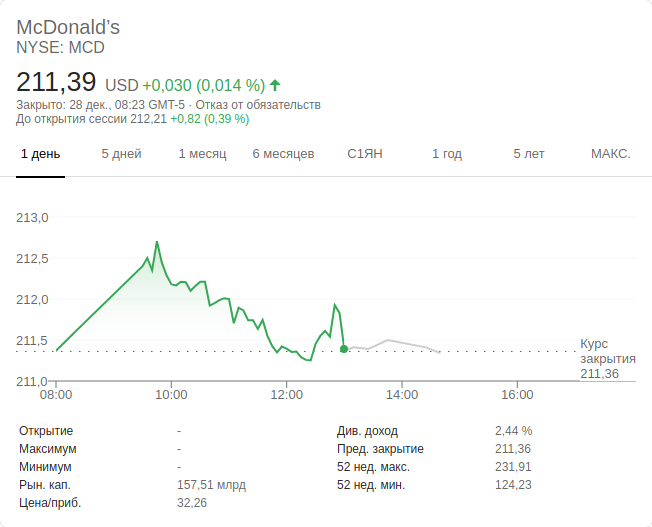 McDonald's
NYSE: MCD
211,39 USD +0,030 (0,014 %)
Закрыто: 28 дек., 08:23 GMT-5 · Отказ от обязательств
До открытия сессии 212,21 +0,82 (0,39 %)
1 день 5 дней 1 месяц 6 месяцев С1ЯН 1 год 5 лет МАКС.
213,0
212,5
212,0
211,5
Курс
закрытия
211,36
211,0
08:00 10:00 12:00 14:00 16:00
Открытие - Див. доход 2,44 %
Максимум - Пред. закрытие 211,36
Минимум - 52 нед. макс. 231,91
Рын. кап. 157,51 млрд 52 нед. мин. 124,23
Цена/приб. 32,26